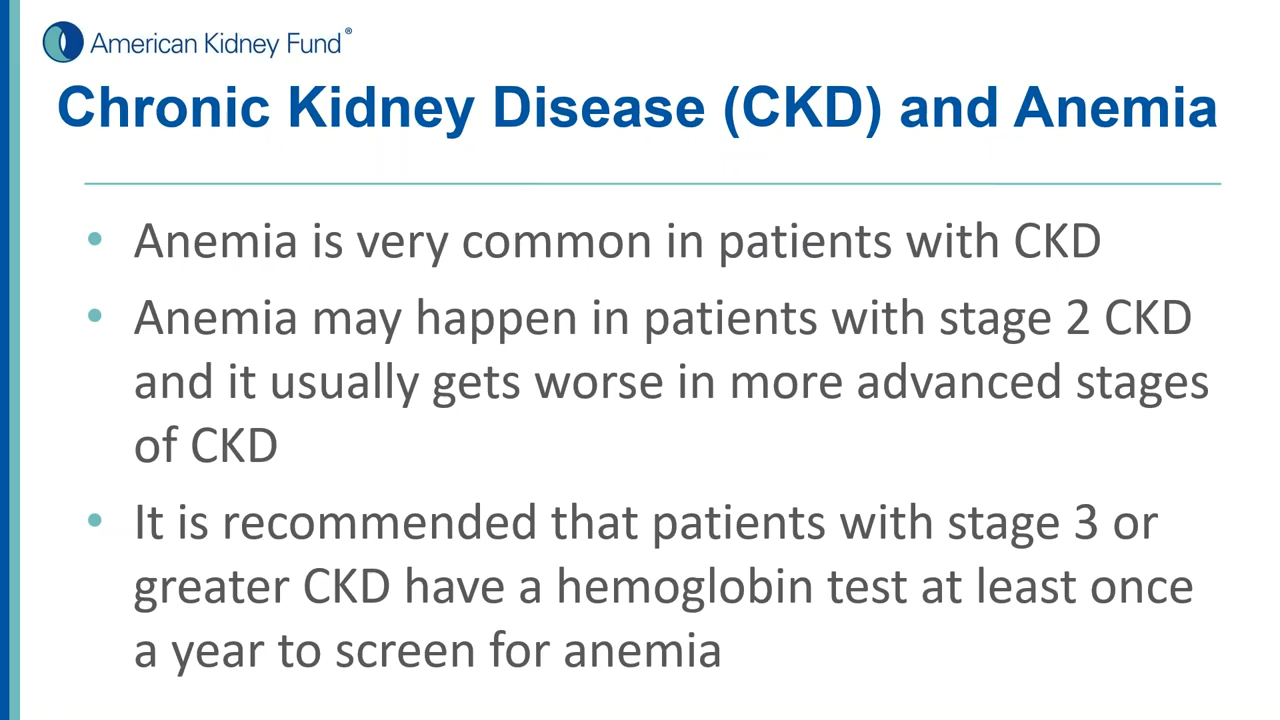 American Kidney Fund®
Chronic Kidney Disease (CKD) and Anemia
• Anemia is very common in patients with CKD
• Anemia may happen in patients with stage 2 CKD
and it usually gets worse in more advanced stages
of CKD
• It is recommended that patients with stage 3 or
greater CKD have a hemoglobin test at least once
a year to screen for anemia